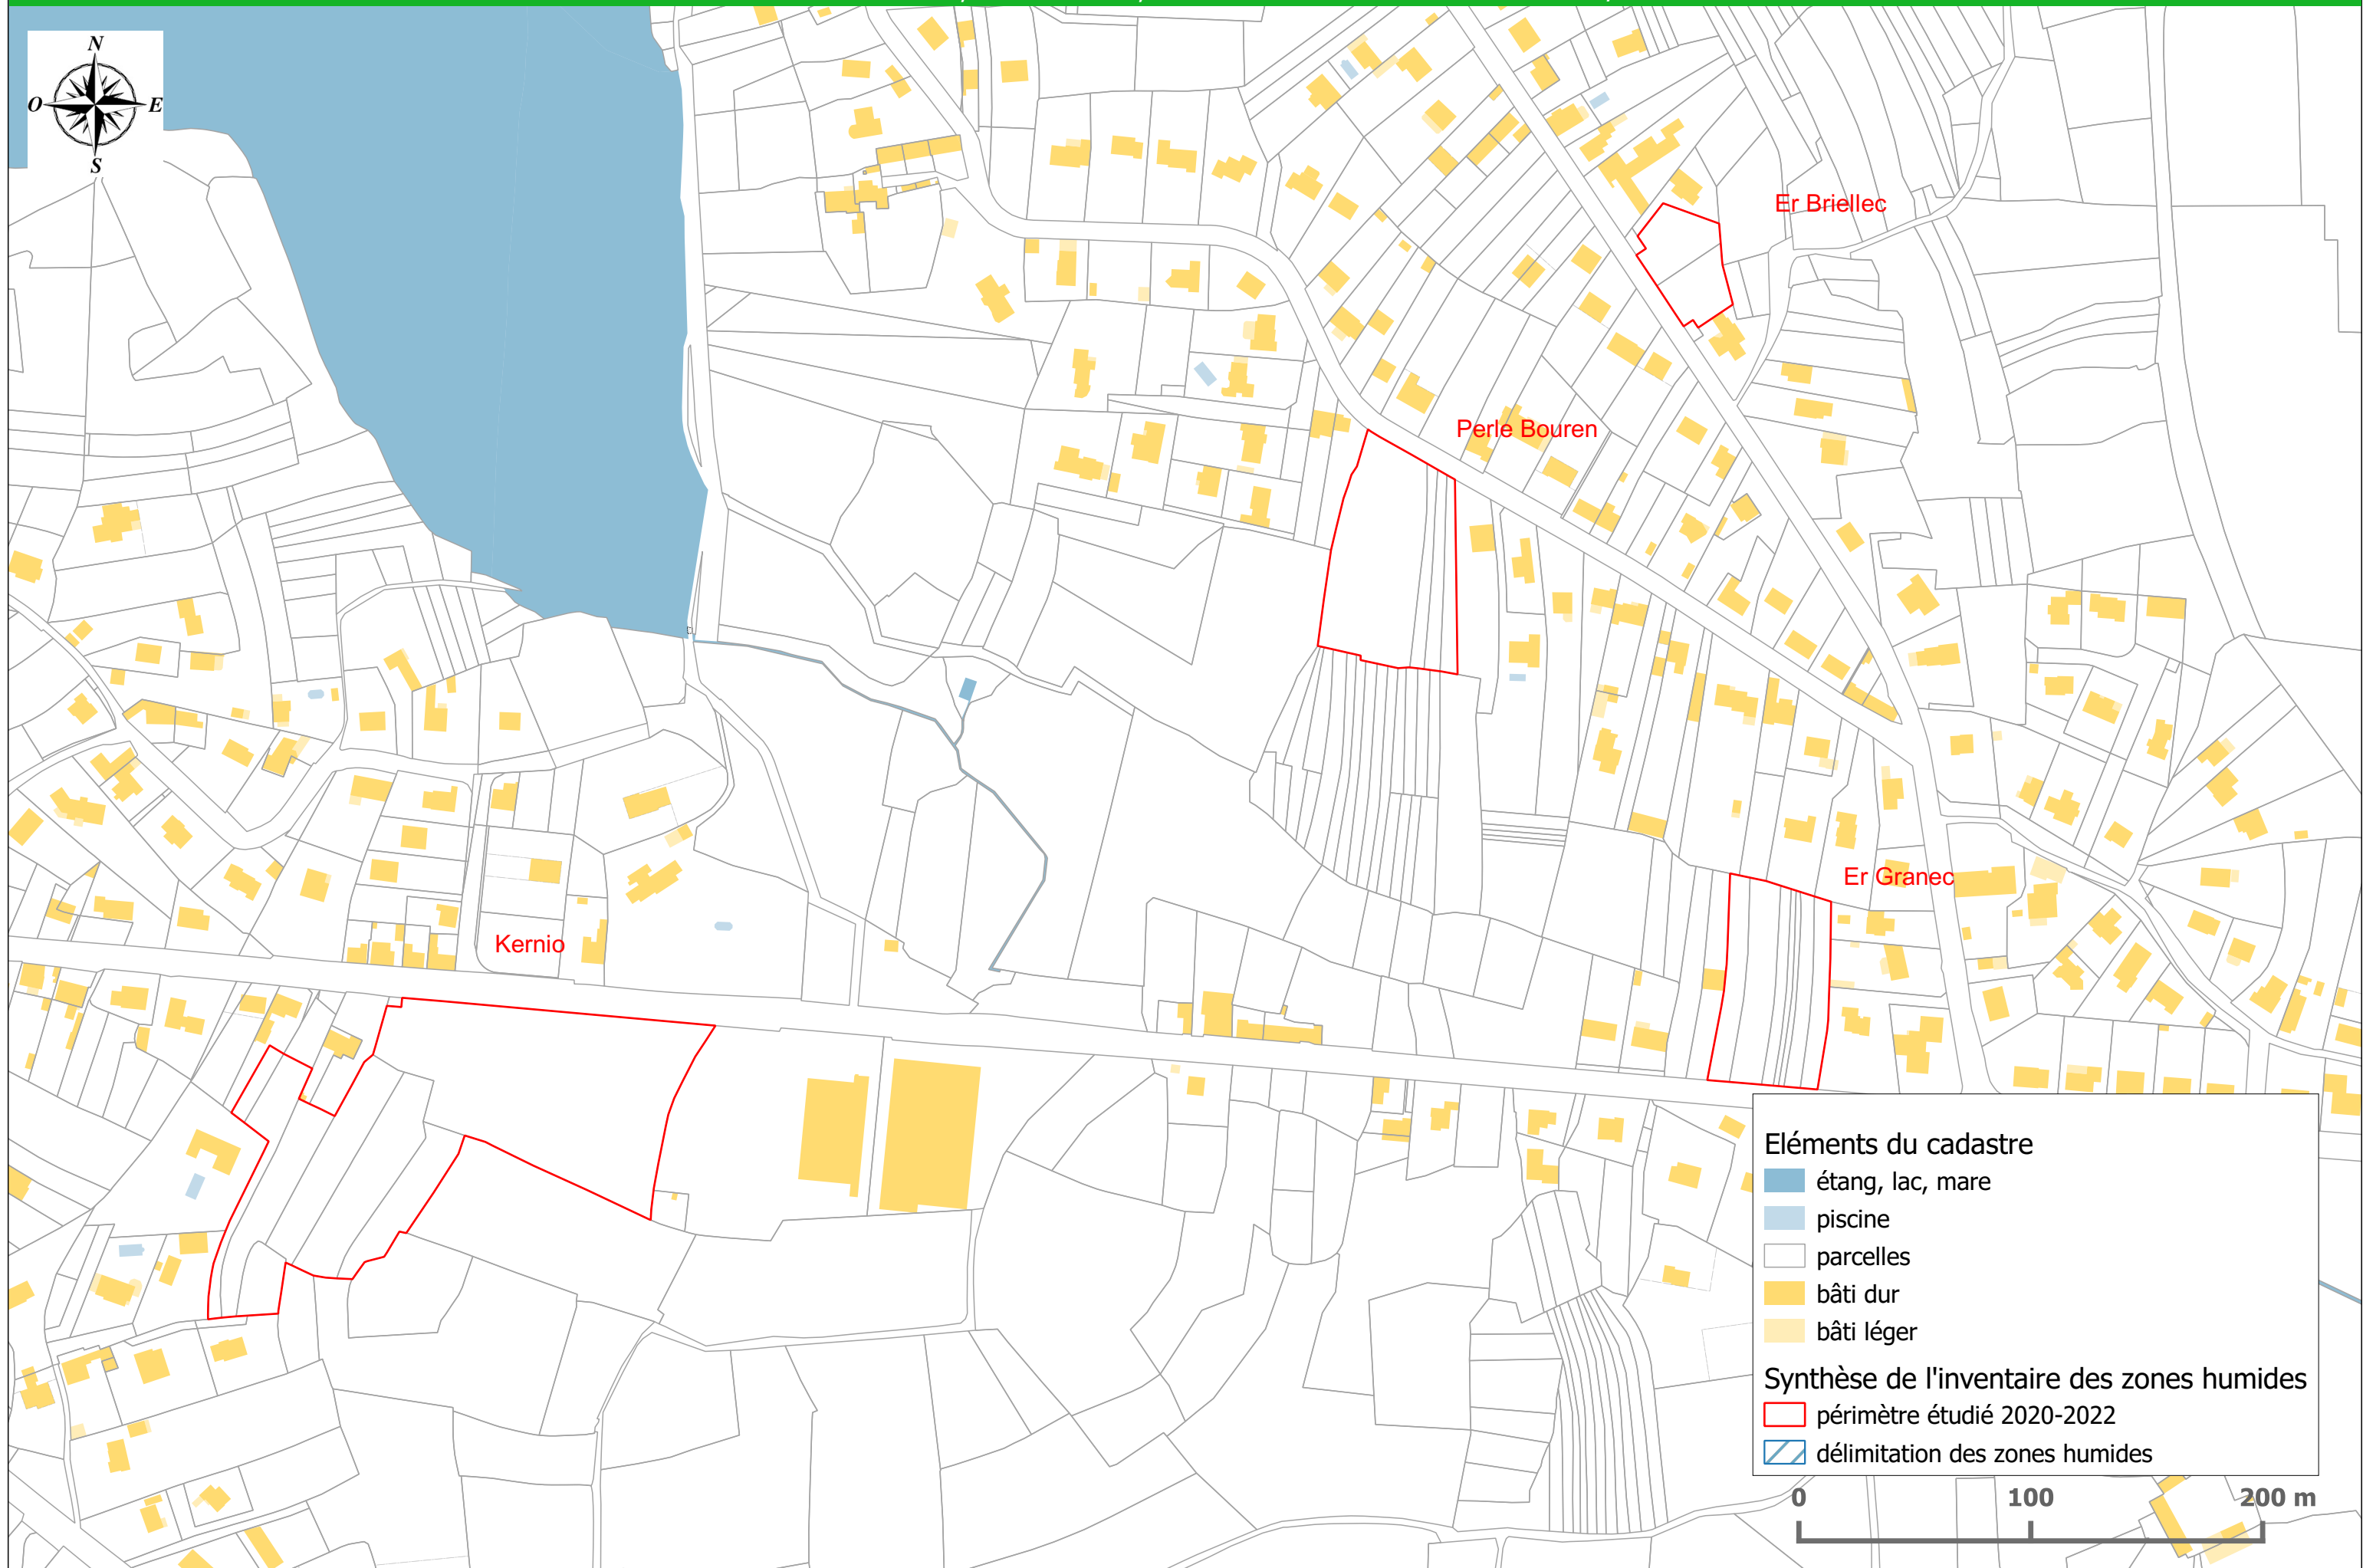 N
O E
S
Er Briellec
Perle Bouren
Er Granec
Kernio
Eléments du cadastre
étang, lac, mare
piscine
parcelles
bâti dur
bâti léger
Synthèse de l'inventaire des zones humides
périmètre étudié 2020-2022
délimitation des zones humides
0 100 200 m